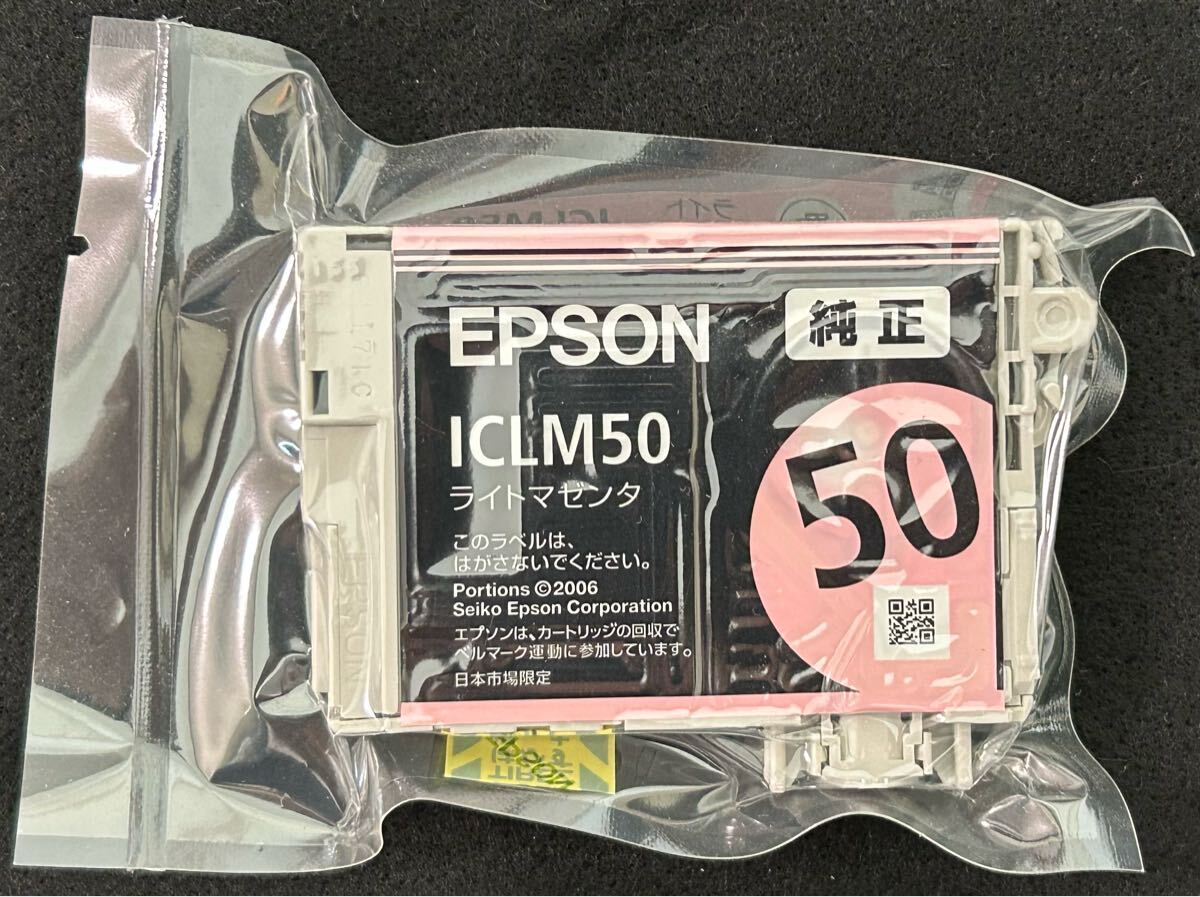 EPSON
純正
ICLM50
ライトマゼンタ
50
このラベルは、
はがさないでください。
Portions ©2006
Seiko Epson Corporation
エプソンは、カートリッジの回収で
ベルマーク運動に参加しています。
日本市場限定